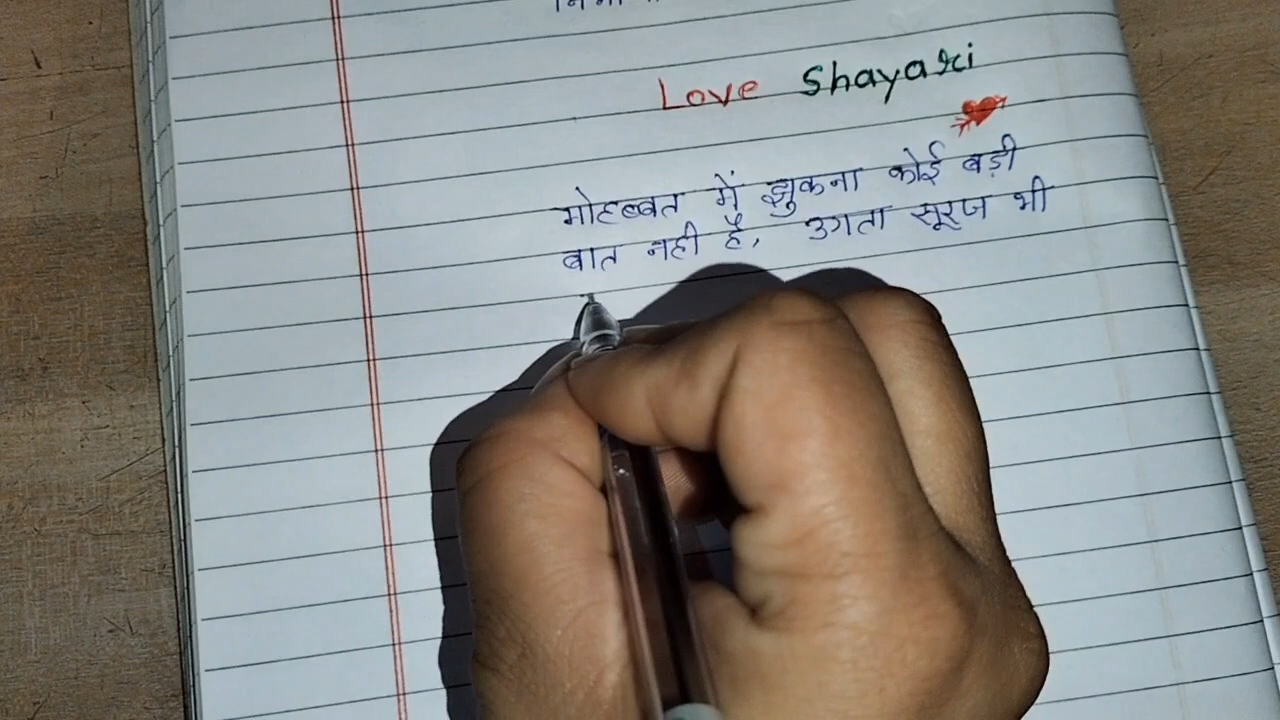 Love Shayari
मोहब्बत में झुकना कोई बड़ी
बात नही है, उगता सूरज भी